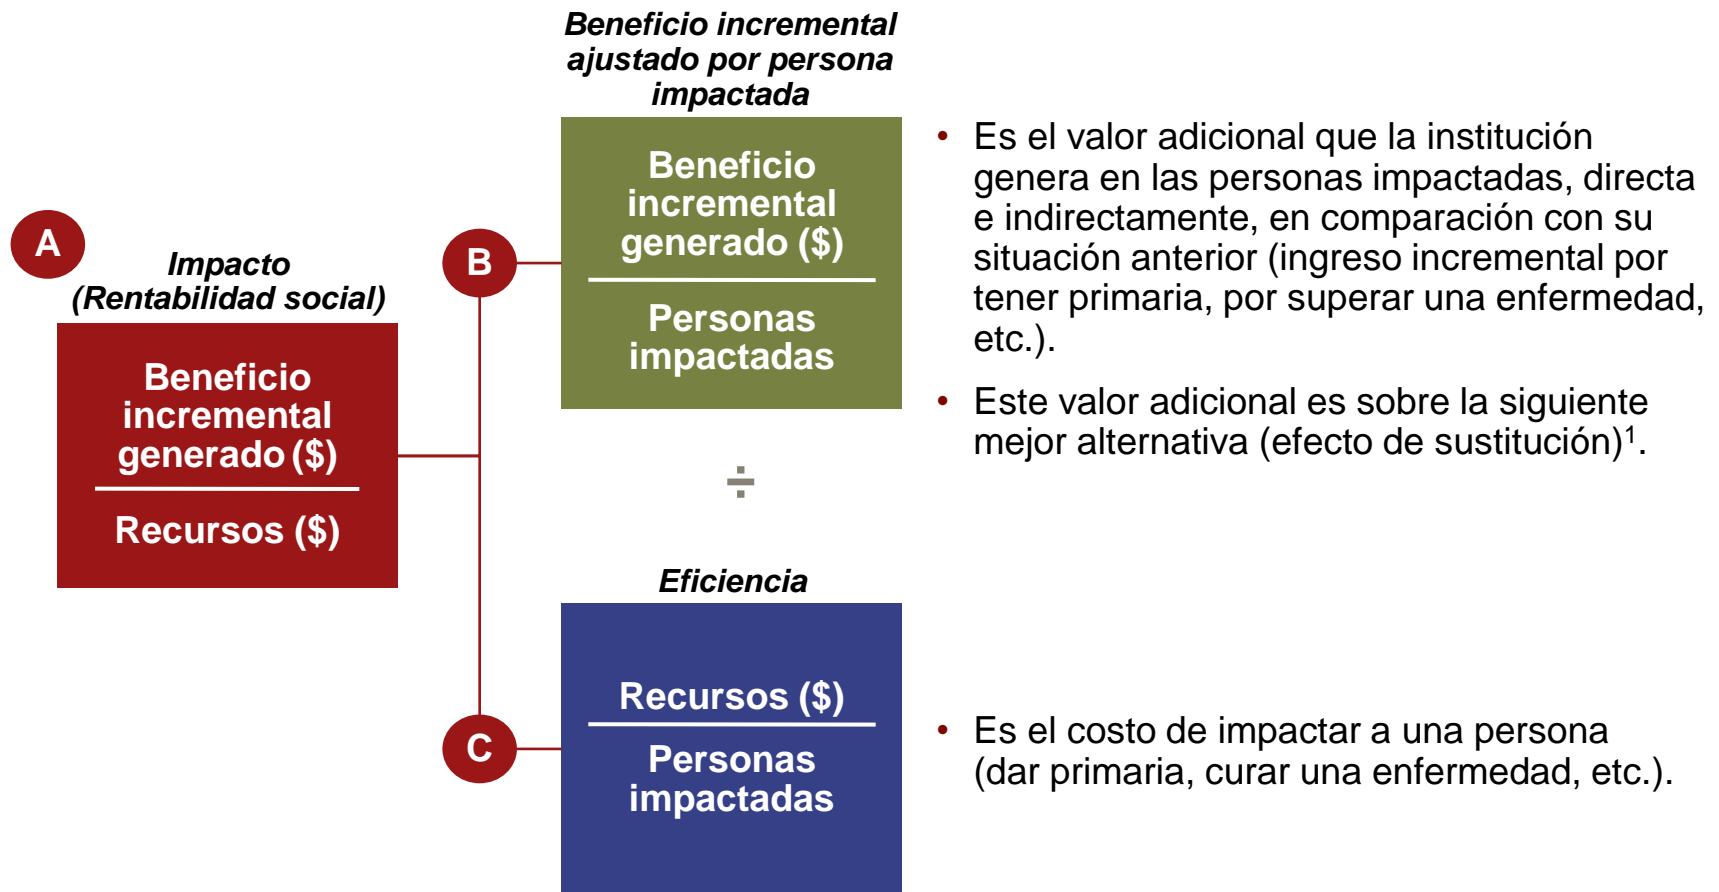 A
Impacto
(Rentabilidad social)
Beneficio
incremental
generado ($)
Recursos ($)
B
Beneficio incremental
ajustado por persona
impactada
Beneficio
incremental
generado ($)
Personas
impactadas
• Es el valor adicional que la institución
genera en las personas impactadas, directa
e indirectamente, en comparación con su
situación anterior (ingreso incremental por
tener primaria, por superar una enfermedad,
etc.).
• Este valor adicional es sobre la siguiente
mejor alternativa (efecto de sustitución)¹.
÷
C
Eficiencia
Recursos ($)
Personas
impactadas
• Es el costo de impactar a una persona
(dar primaria, curar una enfermedad, etc.).